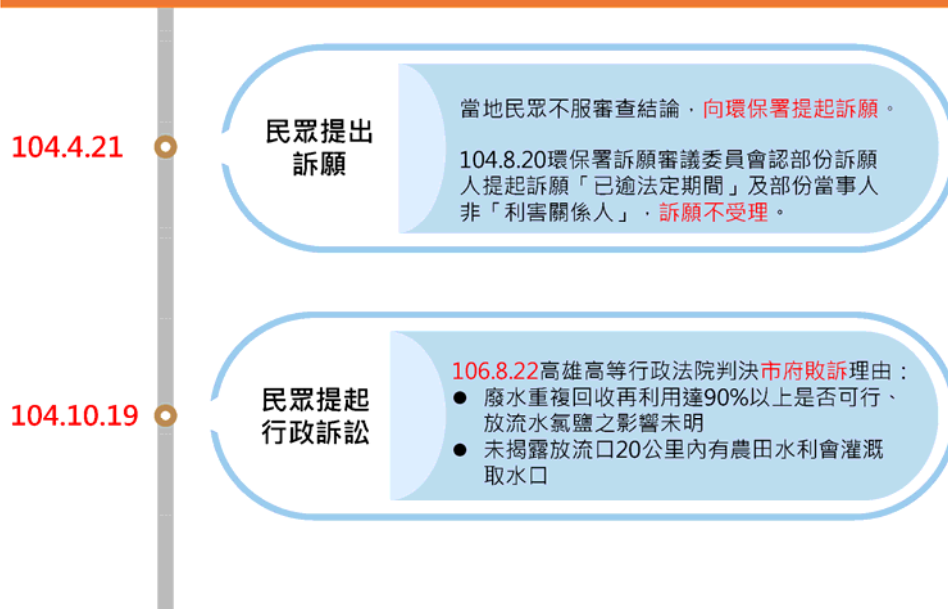 104.4.21
民眾提出
訴願
當地民眾不服審查結論，向環保署提起訴願。
104.8.20環保署訴願審議委員會認部份訴願
人提起訴願「已逾法定期間」及部份當事人
非「利害關係人」，訴願不受理。
104.10.19
民眾提起
行政訴訟
106.8.22高雄高等行政法院判決市府敗訴理由：
● 廢水重複回收再利用達90%以上是否可行、
放流水氯鹽之影響未明
● 未揭露放流口20公里內有農田水利會灌溉
取水口